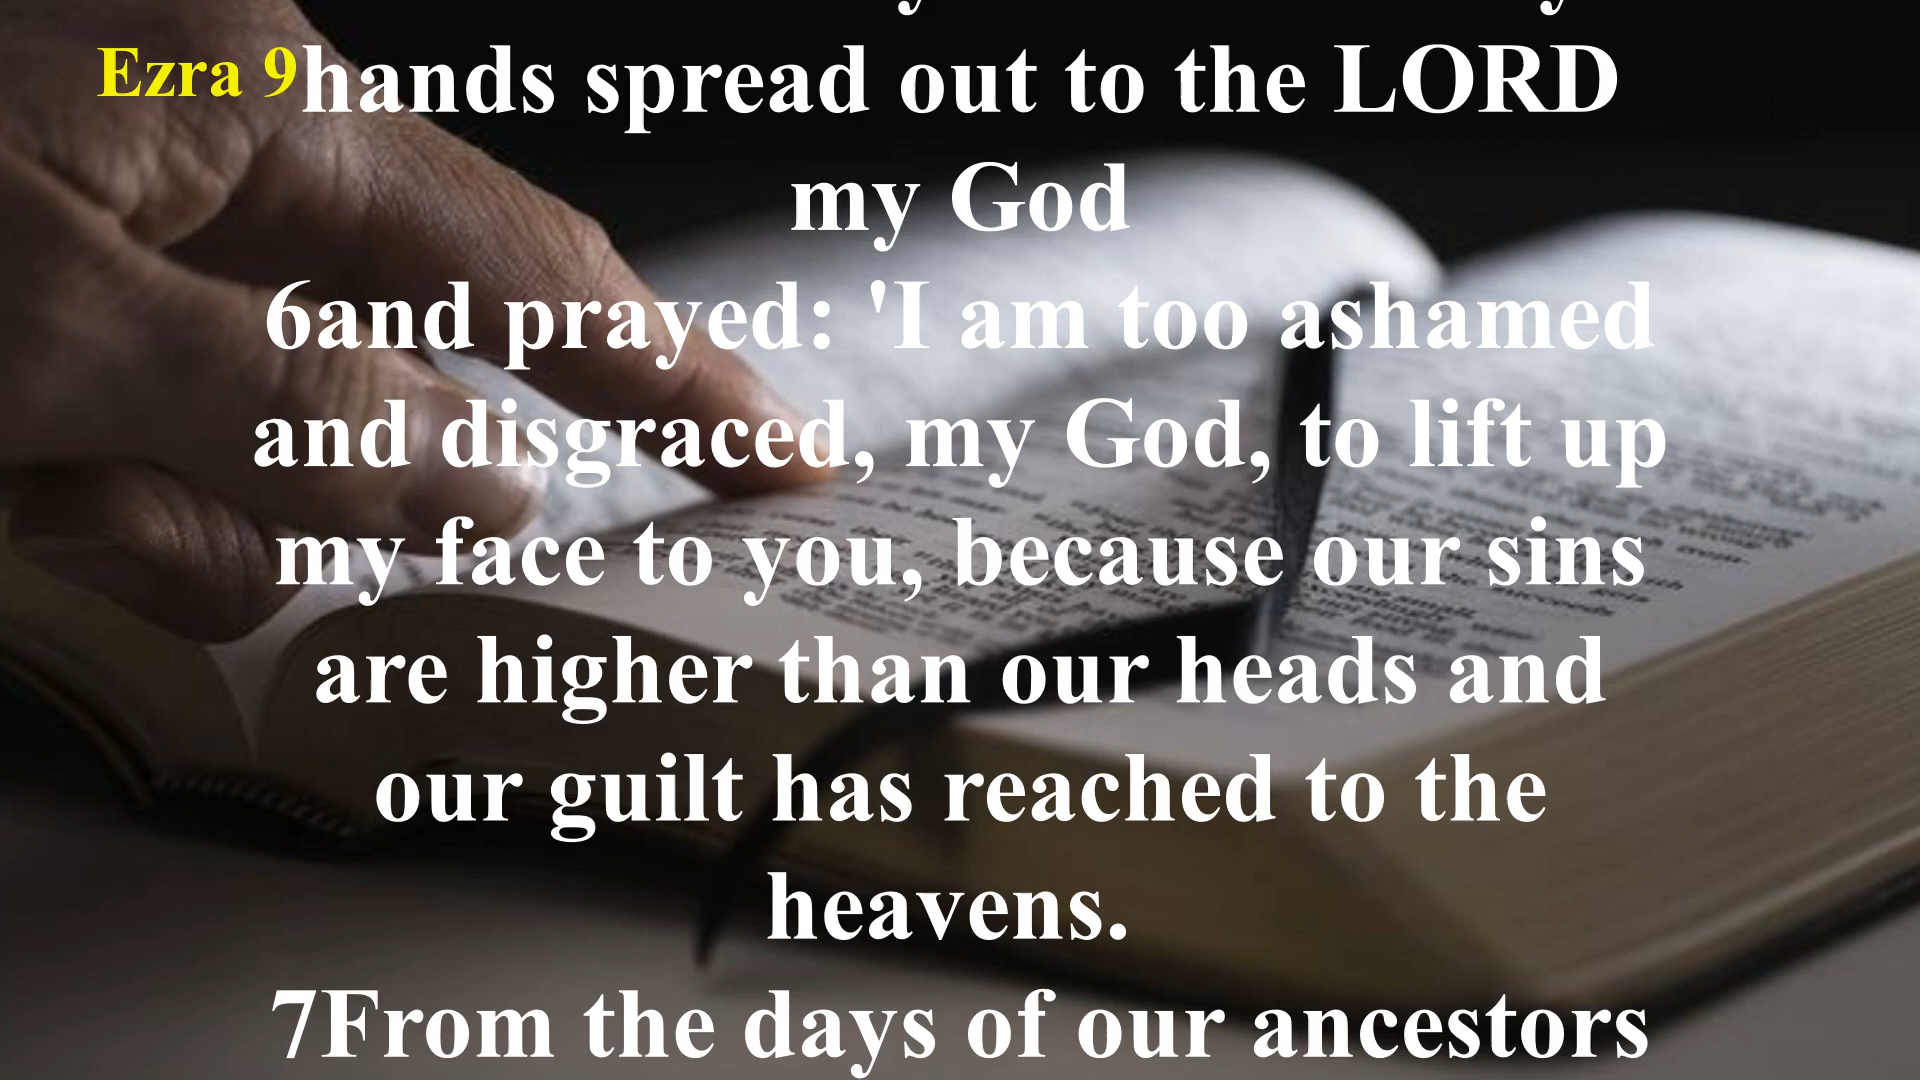 Ezra 9
hands spread out to the LORD
my God
6and prayed: 'I am too ashamed
and disgraced, my God, to lift up
my face to you, because our sins
are higher than our heads and
our guilt has reached to the
heavens.
7From the days of our ancestors